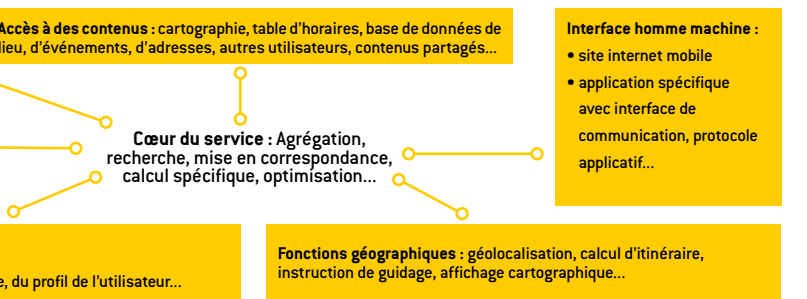 Accès à des contenus : cartographie, table d’horaires, base de données de
lieu, d’événements, d’adresses, autres utilisateurs, contenus partagés...
Interface homme machine :
• site internet mobile
• application spécifique
avec interface de
communication, protocole
applicatif...
Cœur du service : Agrégation,
recherche, mise en correspondance,
calcul spécifique, optimisation...
, du profil de l’utilisateur...
Fonctions géographiques : géolocalisation, calcul d’itinéraire,
instruction de guidage, affichage cartographique...